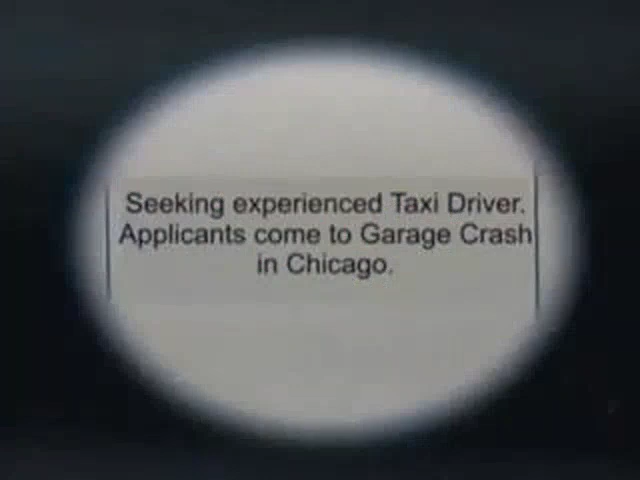 Seeking experienced Taxi Driver.
Applicants come to Garage Crash
in Chicago.